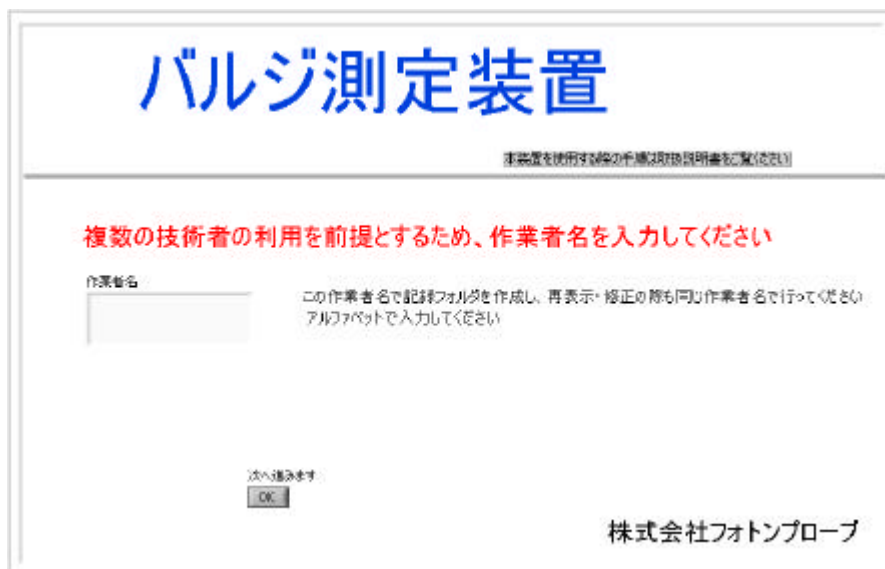 バルジ測定装置
本装置を使用する際の手順は取扱説明書をご覧ください
複数の技術者の利用を前提とするため、作業者名を入力してください
作業者名
この作業者名で記録フォルダを作成し、再表示・修正の際も同じ作業者名で行ってください
アルファベットで入力してください
次へ進みます
OK
株式会社フォトンプローブ